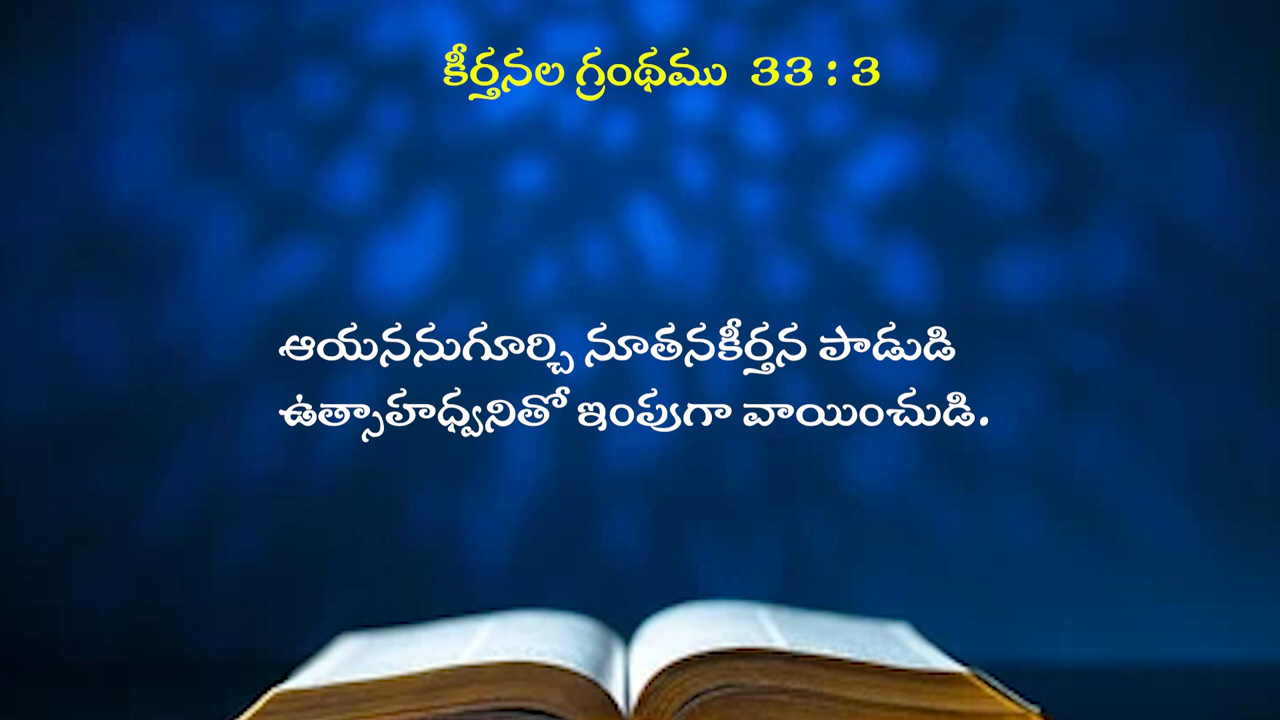 కీర్తనల గ్రంథము 33 : 3
ఆయననుగూర్చి నూతనకీర్తన పాడుడి
ఉత్సాహధ్వనితో ఇంపుగా వాయించుడి.